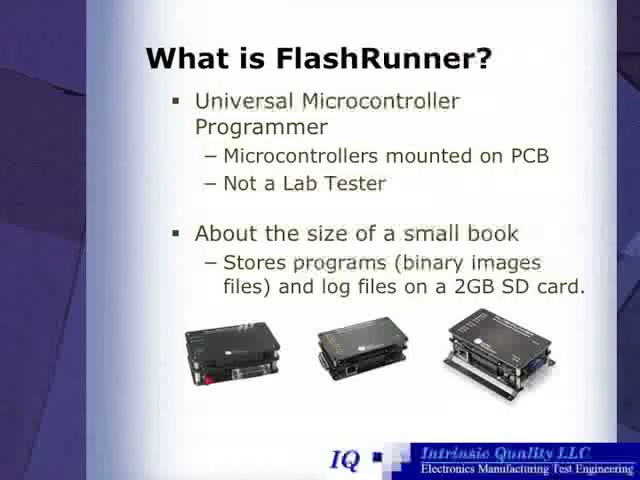 What is FlashRunner?
▪ Universal Microcontroller
Programmer
– Microcontrollers mounted on PCB
– Not a Lab Tester
▪ About the size of a small book
– Stores programs (binary images
files) and log files on a 2GB SD card.
IQ
Intrinsic Quality LLC
Electronics Manufacturing Test Engineering